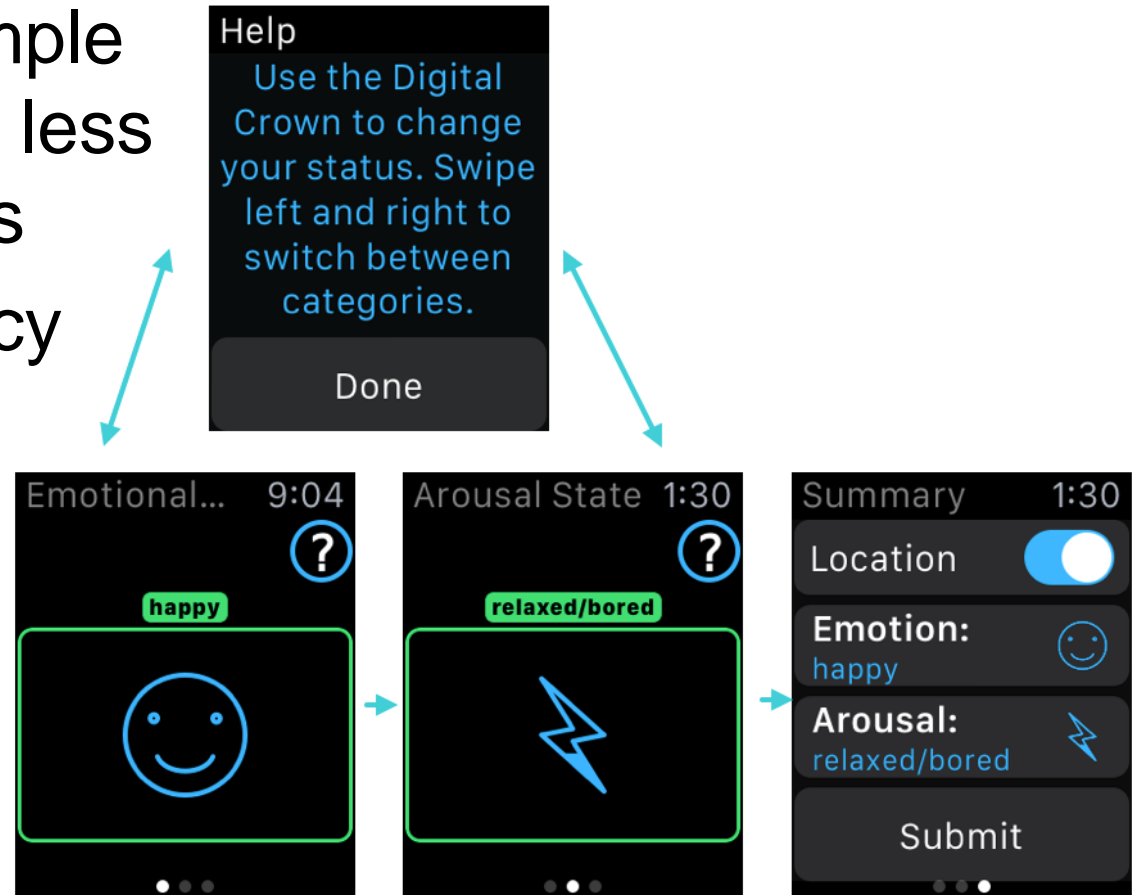 mple
less
s
cy
Help
Use the Digital
Crown to change
your status. Swipe
left and right to
switch between
categories.
Done
Emotional... 9:04
?
happy
Arousal State 1:30
?
relaxed/bored
Summary 1:30
Location
Emotion:
happy
Arousal:
relaxed/bored
Submit